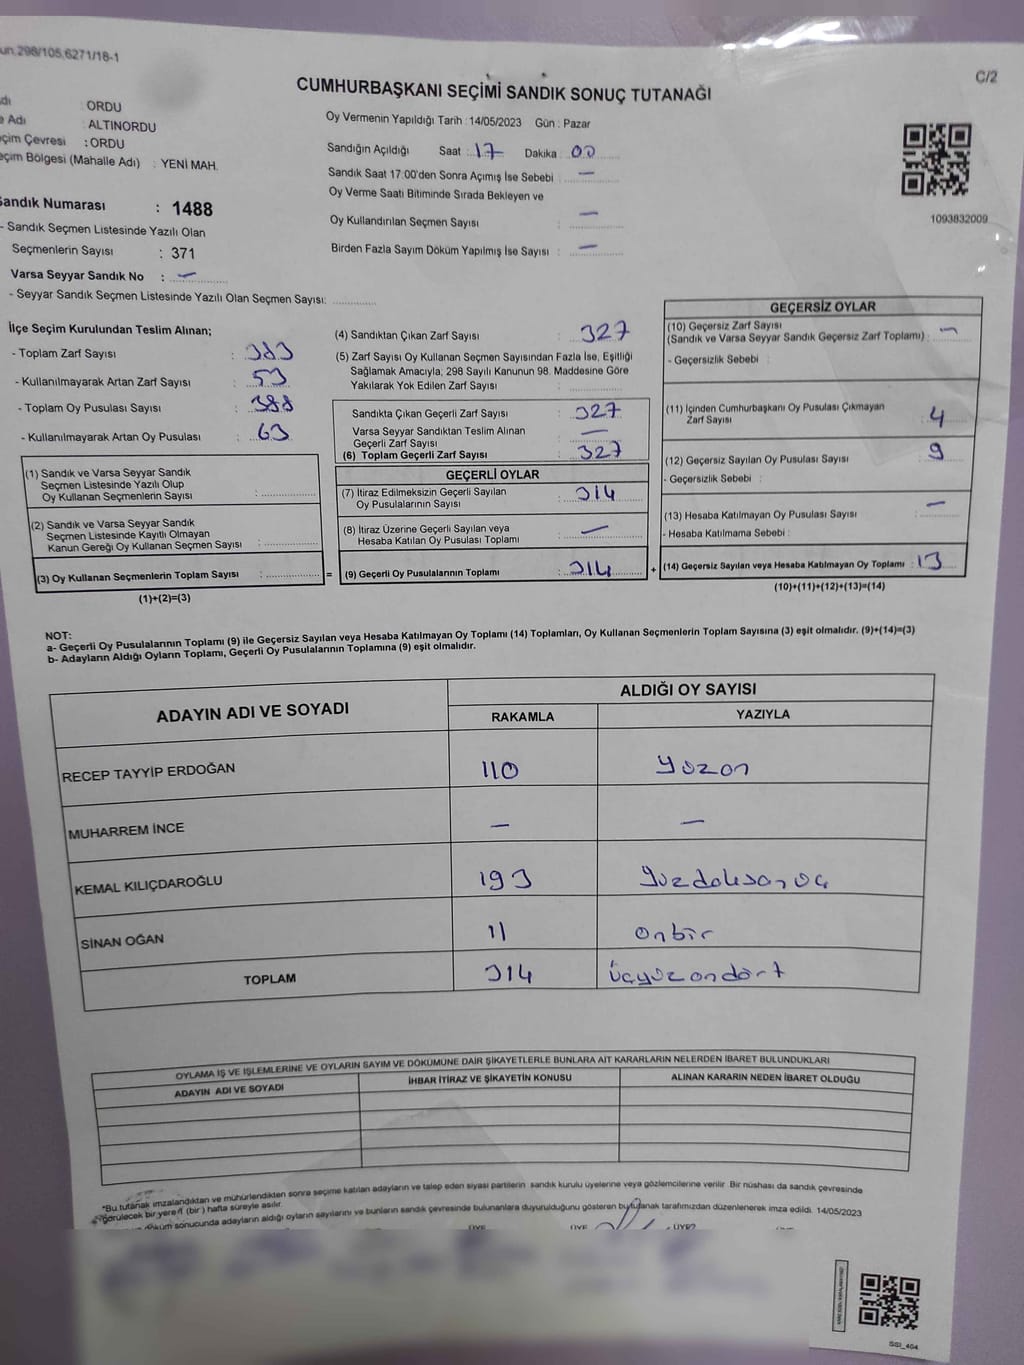 un.298/105,6271/18-1
C/2
CUMHURBAŞKANI SEÇİMİ SANDIK SONUÇ TUTANAĞI
dı : ORDU
e Adı : ALTINORDU
çim Çevresi : ORDU
eçim Bölgesi (Mahalle Adı) : YENİ MAH.
Oy Vermenin Yapıldığı Tarih : 14/05/2023 Gün : Pazar
Sandığın Açıldığı Saat : 17 Dakika : 00
Sandık Saat 17:00'den Sonra Açımış İse Sebebi : —
Oy Verme Saati Bitiminde Sırada Bekleyen ve
Oy Kullandırılan Seçmen Sayısı : —
Birden Fazla Sayım Döküm Yapılmış İse Sayısı : —
1093832009
Sandık Numarası : 1488
- Sandık Seçmen Listesinde Yazılı Olan
Seçmenlerin Sayısı : 371
Varsa Seyyar Sandık No : —
- Seyyar Sandık Seçmen Listesinde Yazılı Olan Seçmen Sayısı:
İlçe Seçim Kurulundan Teslim Alınan;
- Toplam Zarf Sayısı : 383
- Kullanılmayarak Artan Zarf Sayısı : 53
- Toplam Oy Pusulası Sayısı : 388
- Kullanılmayarak Artan Oy Pusulası : 63
(1) Sandık ve Varsa Seyyar Sandık
Seçmen Listesinde Yazılı Olup
Oy Kullanan Seçmenlerin Sayısı :
(2) Sandık ve Varsa Seyyar Sandık
Seçmen Listesinde Kayıtlı Olmayan
Kanun Gereği Oy Kullanan Seçmen Sayısı :
(3) Oy Kullanan Seçmenlerin Toplam Sayısı :
(1)+(2)=(3)
(4) Sandıktan Çıkan Zarf Sayısı : 327
(5) Zarf Sayısı Oy Kullanan Seçmen Sayısından Fazla İse, Eşitliği
Sağlamak Amacıyla; 298 Sayılı Kanunun 98. Maddesine Göre
Yakılarak Yok Edilen Zarf Sayısı :
Sandıkta Çıkan Geçerli Zarf Sayısı : 327
Varsa Seyyar Sandıktan Teslim Alınan
Geçerli Zarf Sayısı : —
(6) Toplam Geçerli Zarf Sayısı : 327
GEÇERLİ OYLAR
(7) İtiraz Edilmeksizin Geçerli Sayılan
Oy Pusulalarının Sayısı : 314
(8) İtiraz Üzerine Geçerli Sayılan veya
Hesaba Katılan Oy Pusulası Toplamı : —
= (9) Geçerli Oy Pusulalarının Toplamı : 314
GEÇERSİZ OYLAR
(10) Geçersiz Zarf Sayısı
(Sandık ve Varsa Seyyar Sandık Geçersiz Zarf Toplamı) : —
- Geçersizlik Sebebi :
(11) İçinden Cumhurbaşkanı Oy Pusulası Çıkmayan
Zarf Sayısı : 4
(12) Geçersiz Sayılan Oy Pusulası Sayısı : 9
- Geçersizlik Sebebi :
(13) Hesaba Katılmayan Oy Pusulası Sayısı : —
- Hesaba Katılmama Sebebi :
+ (14) Geçersiz Sayılan veya Hesaba Katılmayan Oy Toplamı : 13
(10)+(11)+(12)+(13)=(14)
NOT:
a- Geçerli Oy Pusulalarının Toplamı (9) ile Geçersiz Sayılan veya Hesaba Katılmayan Oy Toplamı (14) Toplamları, Oy Kullanan Seçmenlerin Toplam Sayısına (3) eşit olmalıdır. (9)+(14)=(3)
b- Adayların Aldığı Oyların Toplamı, Geçerli Oy Pusulalarının Toplamına (9) eşit olmalıdır.
ADAYIN ADI VE SOYADI
ALDIĞI OY SAYISI
RAKAMLA YAZIYLA
RECEP TAYYİP ERDOĞAN 110 Yüzon
MUHARREM İNCE — —
KEMAL KILIÇDAROĞLU 193 Yüzdoksanüç
SİNAN OĞAN 11 Onbir
TOPLAM 314 Üçyüzondört
OYLAMA İŞ VE İŞLEMLERİNE VE OYLARIN SAYIM VE DÖKÜMÜNE DAİR ŞİKAYETLERLE BUNLARA AİT KARARLARIN NELERDEN İBARET BULUNDUKLARI
ADAYIN ADI VE SOYADI İHBAR İTİRAZ VE ŞİKAYETİN KONUSU ALINAN KARARIN NEDEN İBARET OLDUĞU
*Bu tutanak imzalandıktan ve mühürlendikten sonra seçime katılan adayların ve talep eden siyasi partilerin sandık kurulu üyelerine veya gözlemcilerine verilir. Bir nüshası da sandık çevresinde
görülecek bir yere 1 (bir) hafta süreyle asılır.
döküm sonucunda adayların aldığı oyların sayılarını ve bunların sandık çevresinde bulunanlara duyurulduğunu gösteren bu tutanak tarafımızdan düzenlenerek imza edildi. 14/05/2023
ÜYE ÜYE ÜYE
SSI_404